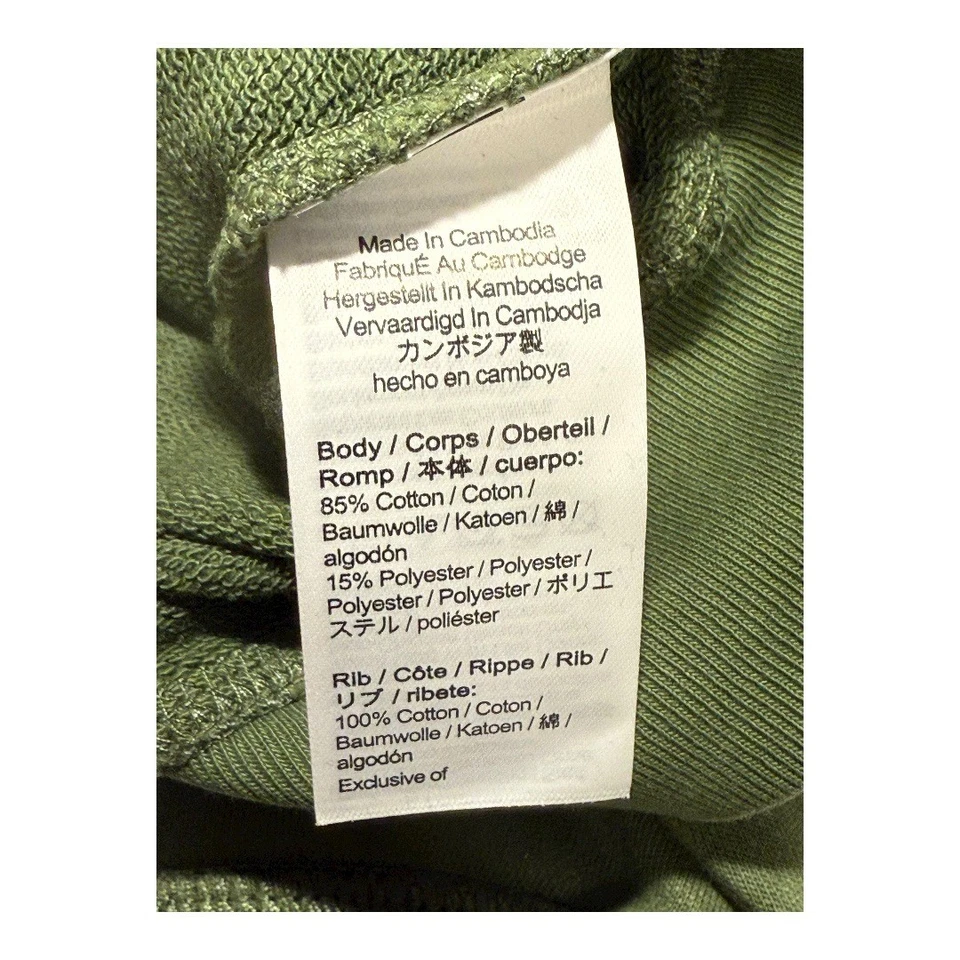 Made In Cambodia
FabriquÉ Au Cambodge
Hergestellt In Kambodscha
Vervaardigd In Cambodja
カンボジア製
hecho en camboya
Body / Corps / Oberteil /
Romp / 本体 / cuerpo:
85% Cotton / Coton /
Baumwolle / Katoen / 綿 /
algodón
15% Polyester / Polyester /
Polyester / Polyester / ポリエ
ステル / poliéster
Rib / Côte / Rippe / Rib /
リブ / ribete:
100% Cotton / Coton /
Baumwolle / Katoen / 綿 /
algodón
Exclusive of